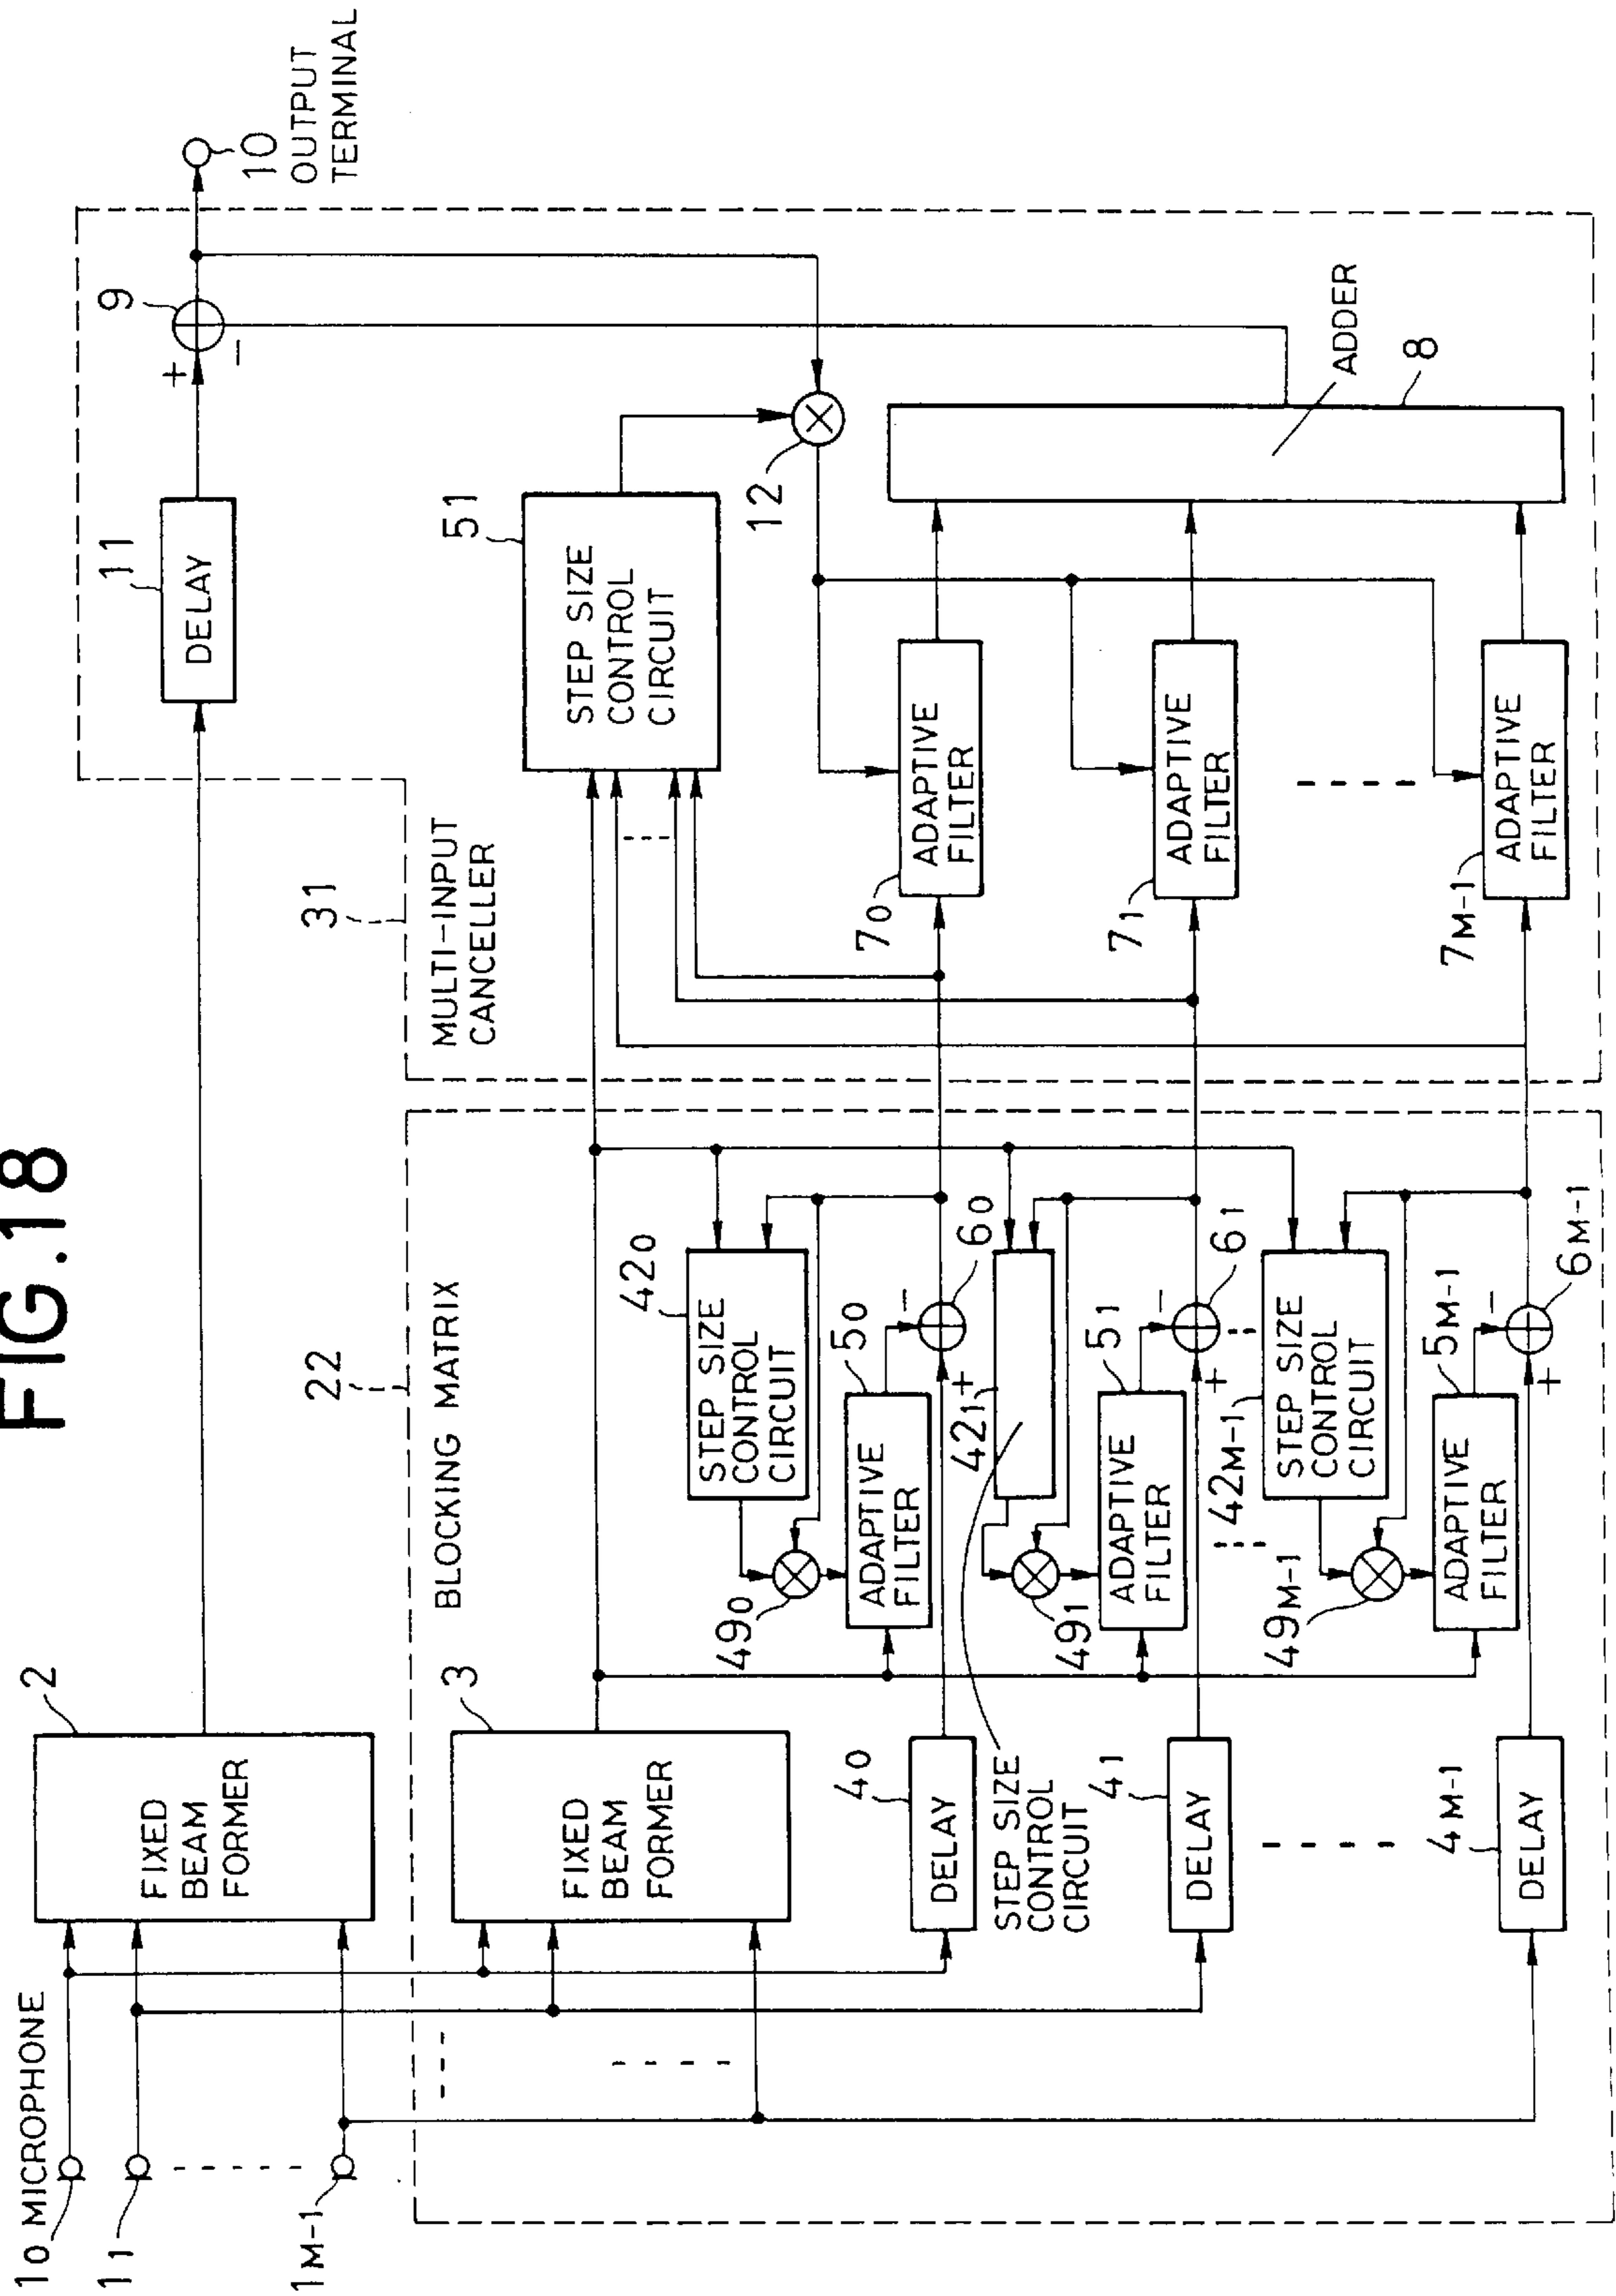 FIG.18
1₀ MICROPHONE
1₁
1M-1
2
FIXED
BEAM
FORMER
11
DELAY
+
-
9
10
OUTPUT
TERMINAL
22
BLOCKING MATRIX
3
FIXED
BEAM
FORMER
4₀
DELAY
4₁
DELAY
4M-1
DELAY
STEP SIZE
CONTROL
CIRCUIT
42₀
STEP SIZE
CONTROL
CIRCUIT
49₀
5₀
ADAPTIVE
FILTER
+
-
6₀
42₁
49₁
5₁
ADAPTIVE
FILTER
+
-
6₁
42M-1
STEP SIZE
CONTROL
CIRCUIT
49M-1
5M-1
ADAPTIVE
FILTER
+
-
6M-1
31
MULTI-INPUT
CANCELLER
51
STEP SIZE
CONTROL
CIRCUIT
12
7₀
ADAPTIVE
FILTER
7₁
ADAPTIVE
FILTER
7M-1
ADAPTIVE
FILTER
ADDER
8